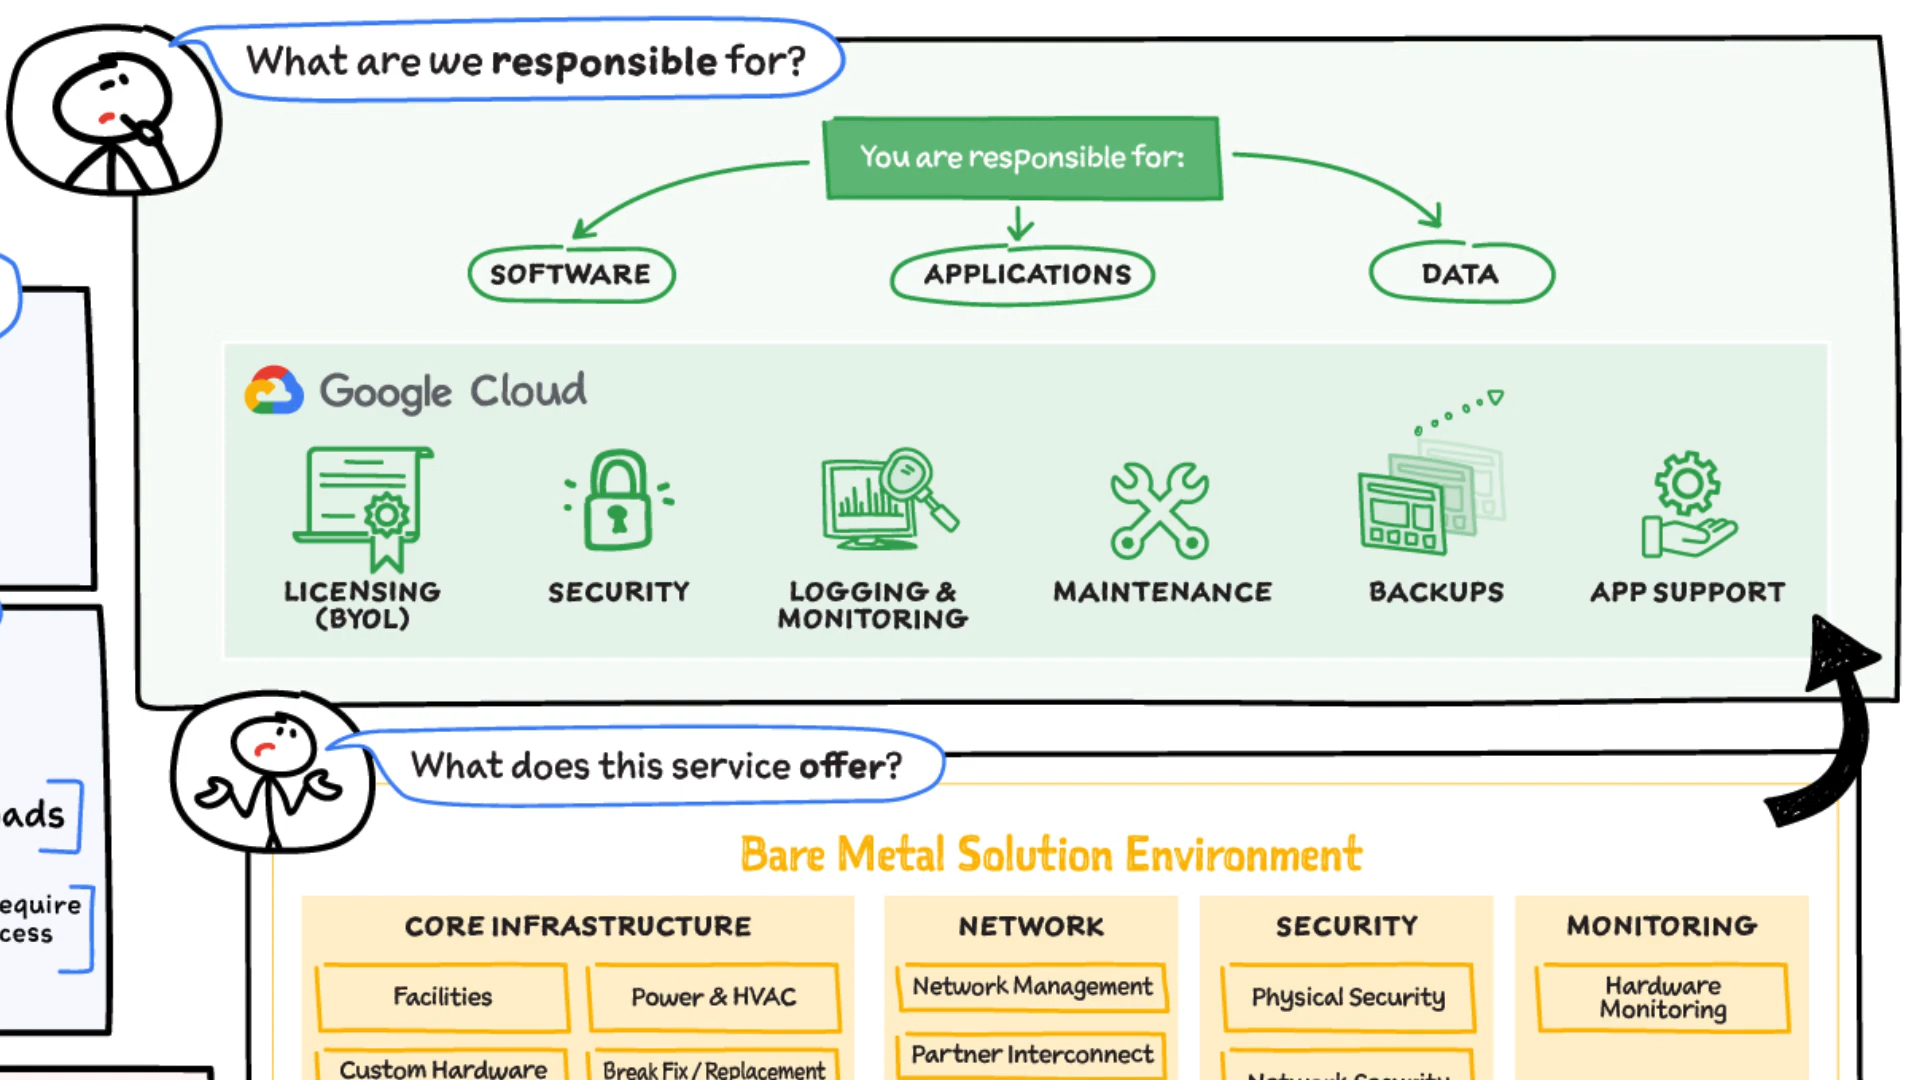 What are we responsible for?
You are responsible for:
SOFTWARE
APPLICATIONS
DATA
Google Cloud
LICENSING
(BYOL)
SECURITY
LOGGING &
MONITORING
MAINTENANCE
BACKUPS
APP SUPPORT
What does this service offer?
ads
equire
cess
Bare Metal Solution Environment
CORE INFRASTRUCTURE
NETWORK
SECURITY
MONITORING
Facilities
Power & HVAC
Network Management
Physical Security
Hardware
Monitoring
Partner Interconnect
Custom Hardware
Break Fix / Replacement
Network Security